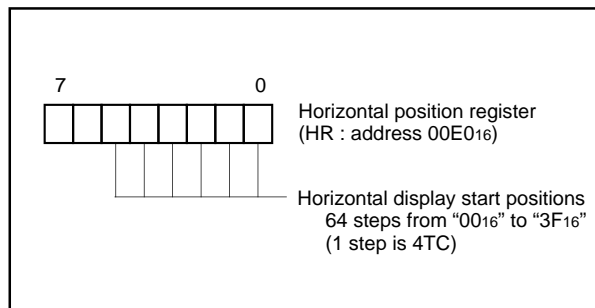 7 0
Horizontal position register
(HR : address 00E016)
Horizontal display start positions
64 steps from “0016” to “3F16”
(1 step is 4TC)